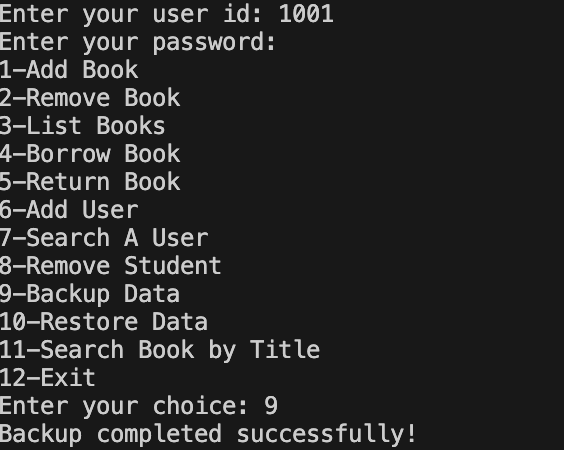 Enter your user id: 1001
Enter your password:
1-Add Book
2-Remove Book
3-List Books
4-Borrow Book
5-Return Book
6-Add User
7-Search A User
8-Remove Student
9-Backup Data
10-Restore Data
11-Search Book by Title
12-Exit
Enter your choice: 9
Backup completed successfully!